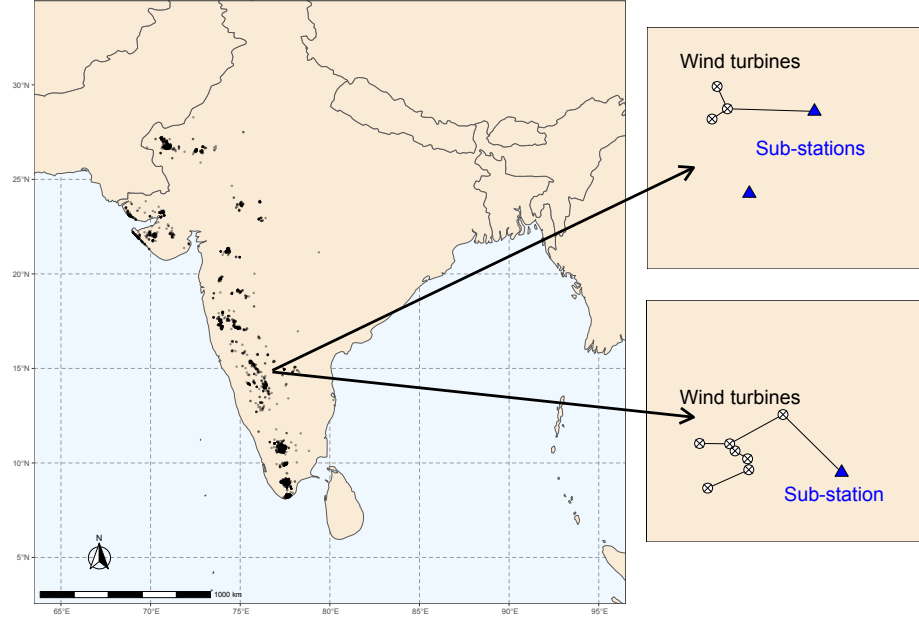 Wind turbines
Sub-stations
30°N
25°N
20°N
15°N
10°N
5°N
Wind turbines
Sub-station
N
1000 km
65°E
70°E
75°E
80°E
85°E
90°E
95°E